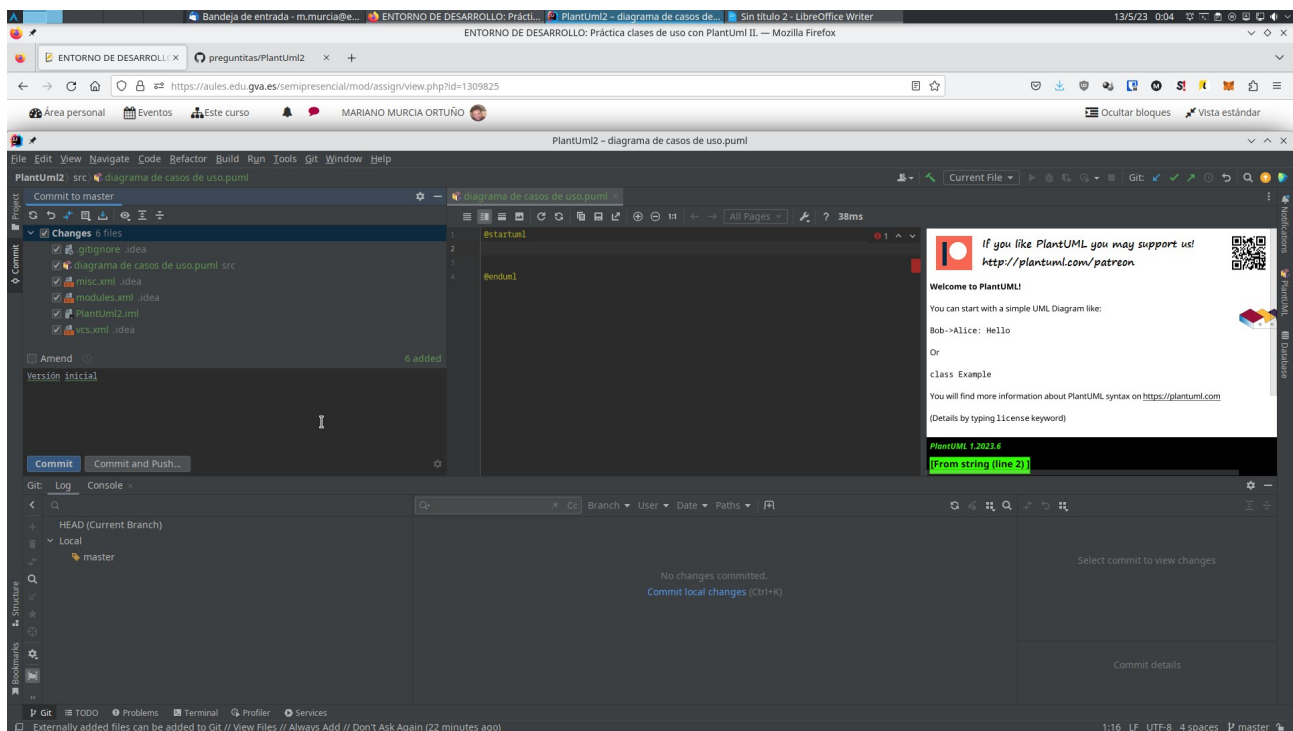 Bandeja de entrada - m.murcia@e... ENTORNO DE DESARROLLO: Prácti... PlantUml2 – diagrama de casos de... Sin título 2 - LibreOffice Writer 13/5/23 0:04
ENTORNO DE DESARROLLO: Práctica clases de uso con PlantUml II. — Mozilla Firefox
ENTORNO DE DESARROLLO × preguntitas/PlantUml2 × +
https://aules.edu.gva.es/semipresencial/mod/assign/view.php?id=1309825
Área personal Eventos Este curso MARIANO MURCIA ORTUÑO Ocultar bloques Vista estándar
PlantUml2 – diagrama de casos de uso.puml
File Edit View Navigate Code Refactor Build Run Tools Git Window Help
PlantUml2 src diagrama de casos de uso.puml Current File Git:
Commit to master diagrama de casos de uso.puml
Project
Commit
Notifications
PlantUML
Database
All Pages ? 38ms
Changes 6 files
.gitignore .idea
diagrama de casos de uso.puml src
misc.xml .idea
modules.xml .idea
PlantUml2.iml
vcs.xml .idea
Amend 6 added
Versión inicial
Commit Commit and Push...
1 @startuml
2
3
4 @enduml
1
If you like PlantUML you may support us!
http://plantuml.com/patreon
Welcome to PlantUML!
You can start with a simple UML Diagram like:
Bob->Alice: Hello
Or
class Example
You will find more information about PlantUML syntax on https://plantuml.com
(Details by typing license keyword)
PlantUML 1.2023.6
[From string (line 2) ]
Git: Log Console ×
.* Cc Branch User Date Paths
HEAD (Current Branch)
Local
master
No changes committed.
Commit local changes (Ctrl+K)
Select commit to view changes
Commit details
Structure
Bookmarks
Git TODO Problems Terminal Profiler Services
Externally added files can be added to Git // View Files // Always Add // Don't Ask Again (22 minutes ago) 1:16 LF UTF-8 4 spaces master